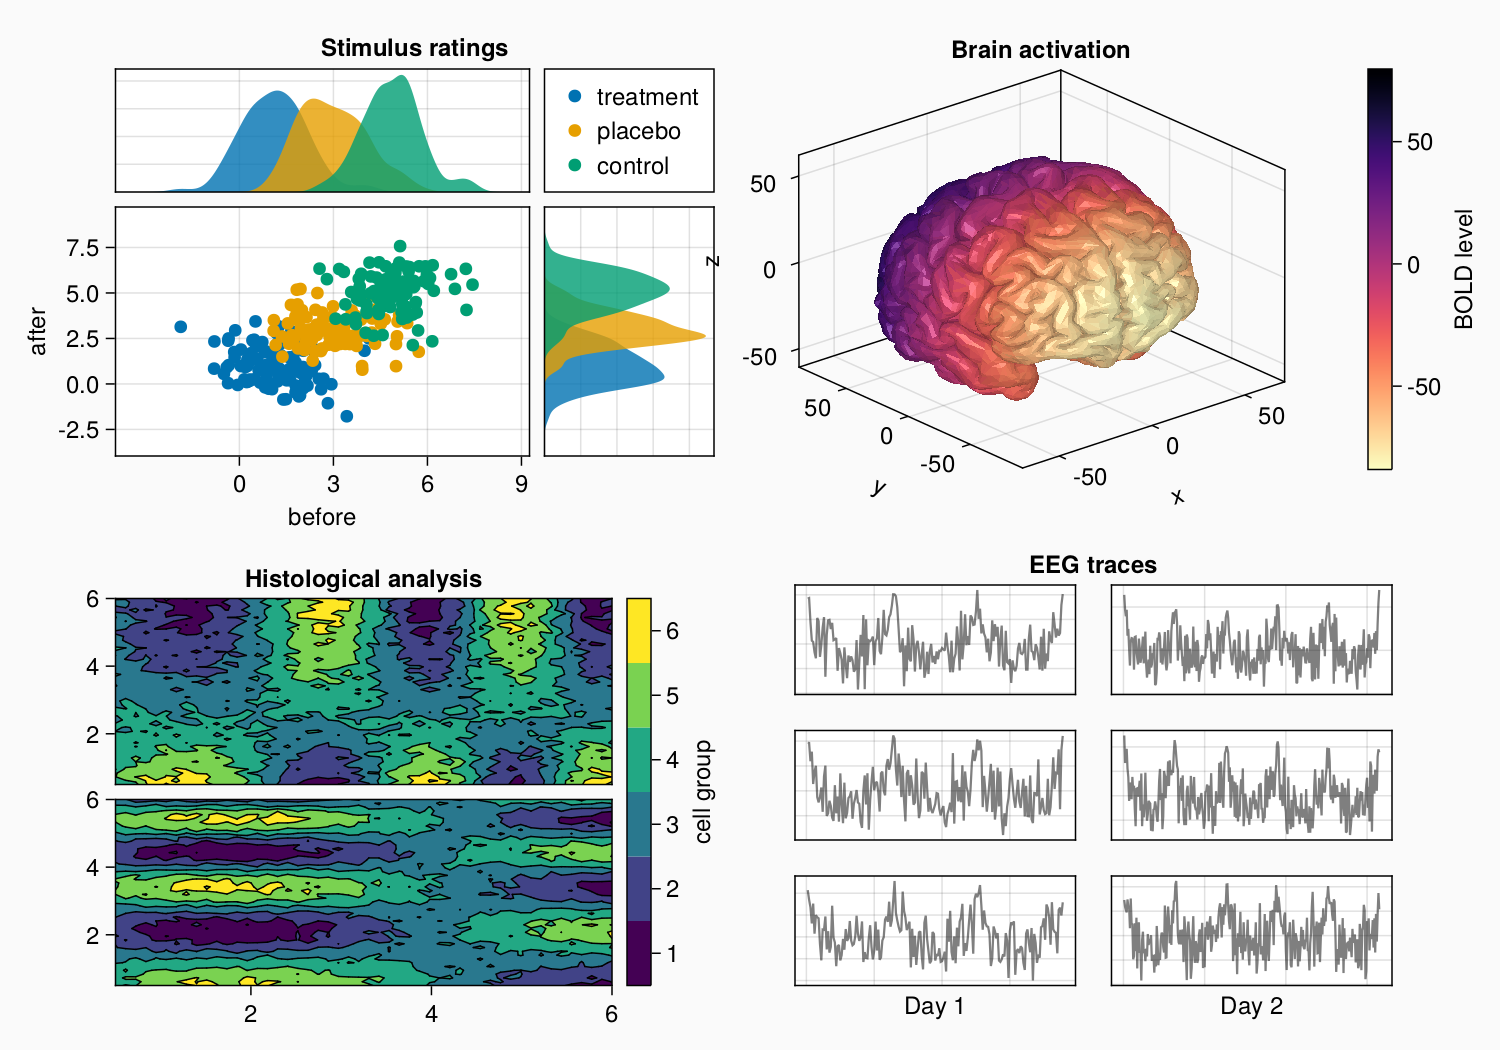 Stimulus ratings
treatment
placebo
control
7.5
5.0
2.5
0.0
-2.5
after
0
3
6
9
before
Brain activation
50
0
-50
z
50
0
-50
y
-50
0
50
x
50
0
-50
BOLD level
Histological analysis
6
4
2
6
4
2
2
4
6
6
5
4
3
2
1
cell group
EEG traces
Day 1
Day 2